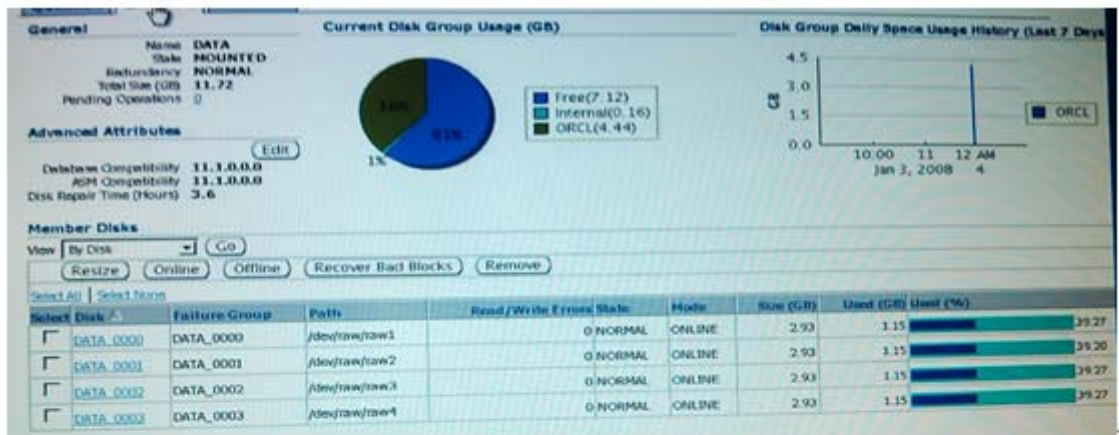 General
Name DATA
State MOUNTED
Redundancy NORMAL
Total Size (GB) 11.72
Pending Operations 0
Advanced Attributes
Edit
Database Compatibility 11.1.0.0.0
ASM Compatibility 11.1.0.0.0
Disk Repair Time (Hours) 3.6
Current Disk Group Usage (GB)
61%
1%
Free(7.12)
Internal(0.16)
ORCL(4.44)
Disk Group Daily Space Usage History (Last 7 Days
GB
4.5
3.0
1.5
0.0
10:00 11 12 AM
Jan 3, 2008 4
ORCL
Member Disks
View By Disk Go
Resize Online Offline Recover Bad Blocks Remove
Select All | Select None
Select Disk Failure Group Path Read/Write Errors State Mode Size (GB) Used (GB) Used (%)
DATA_0000 DATA_0000 /dev/raw/raw1 0 NORMAL ONLINE 2.93 1.15 39.27
DATA_0001 DATA_0001 /dev/raw/raw2 0 NORMAL ONLINE 2.93 1.15 39.20
DATA_0002 DATA_0002 /dev/raw/raw3 0 NORMAL ONLINE 2.93 1.15 39.27
DATA_0003 DATA_0003 /dev/raw/raw4 0 NORMAL ONLINE 2.93 1.15 39.27